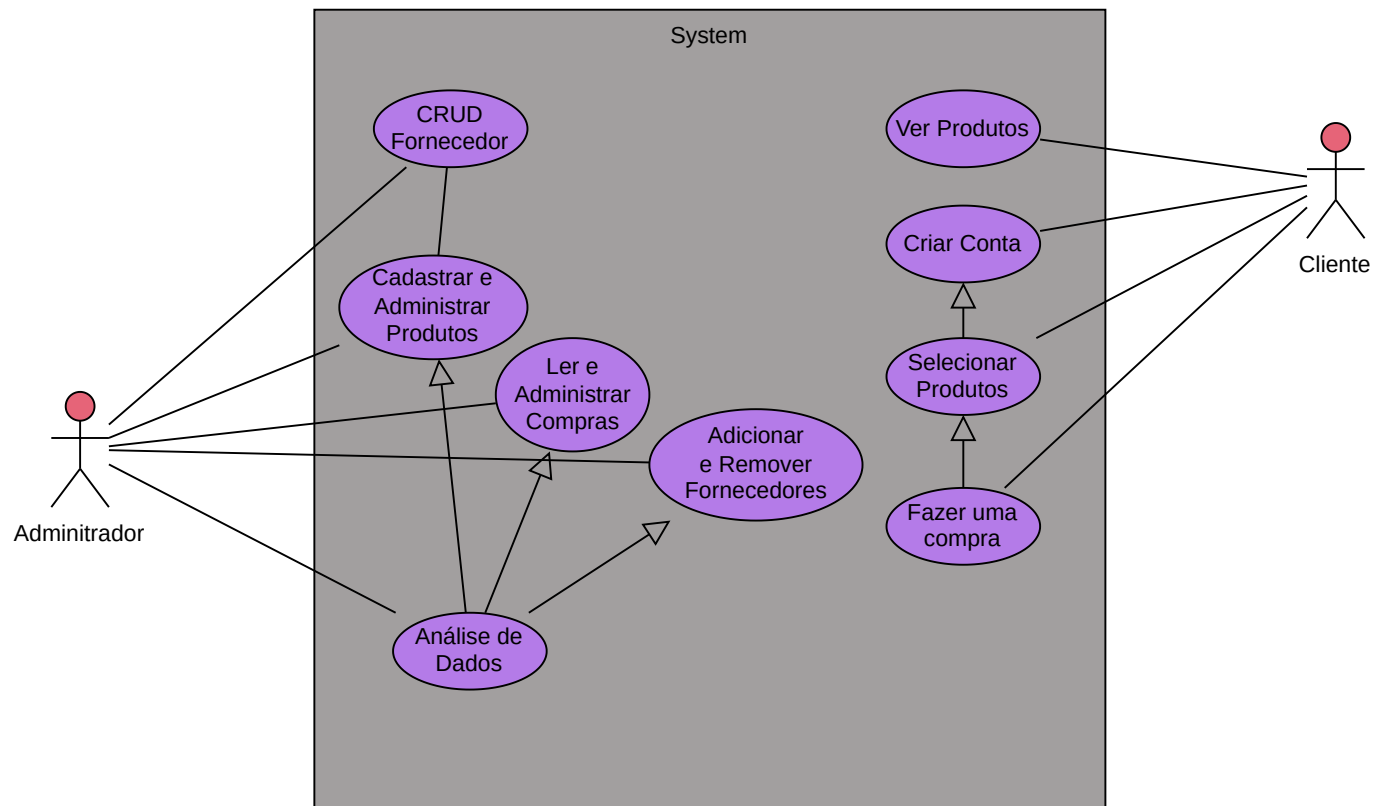 System
CRUD
Fornecedor
Cadastrar e
Administrar
Produtos
Ler e
Administrar
Compras
Adicionar
e Remover
Fornecedores
Análise de
Dados
Adminitrador
Ver Produtos
Criar Conta
Selecionar
Produtos
Fazer uma
compra
Cliente